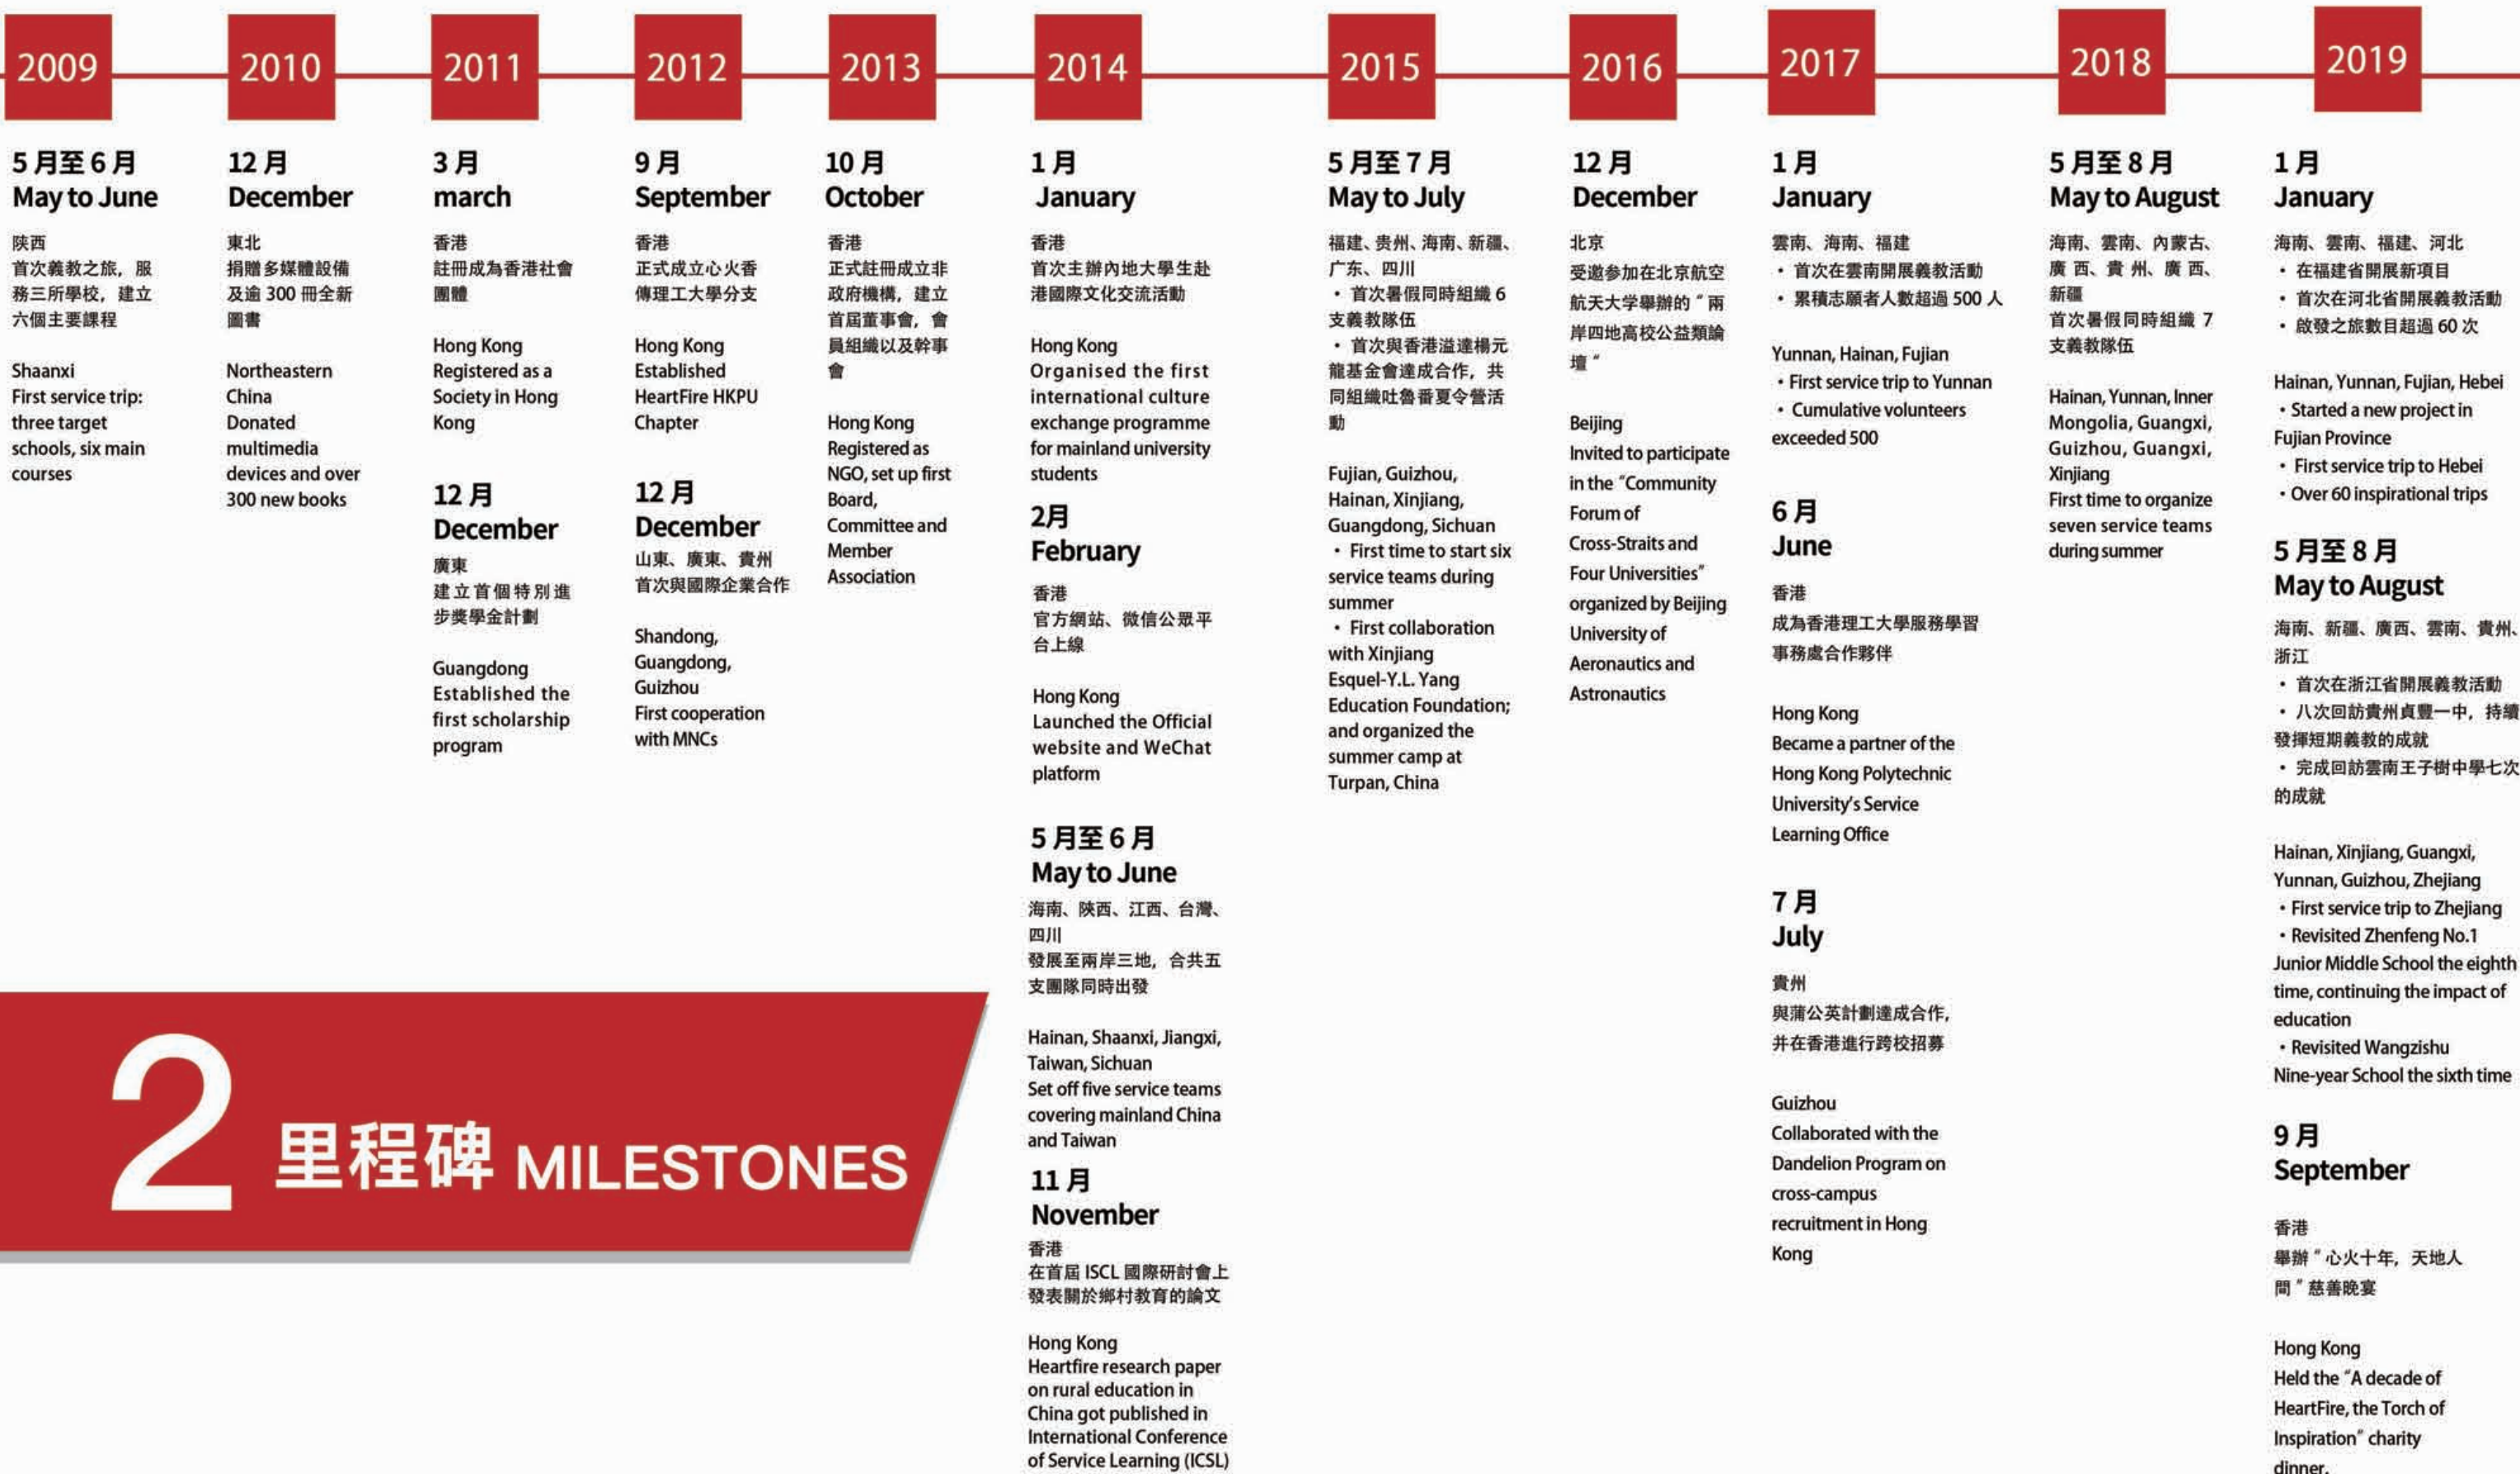 2009
5 月至 6 月
May to June
陝西
首次義教之旅，服
務三所學校，建立
六個主要課程
Shaanxi
First service trip:
three target
schools, six main
courses
2010
12 月
December
東北
捐贈多媒體設備
及逾 300 冊全新
圖書
Northeastern
China
Donated
multimedia
devices and over
300 new books
2011
3 月
march
香港
註冊成為香港社會
團體
Hong Kong
Registered as a
Society in Hong
Kong
12 月
December
廣東
建立首個特別進
步獎學金計劃
Guangdong
Established the
first scholarship
program
2012
9 月
September
香港
正式成立心火香
傳理工大學分支
Hong Kong
Established
HeartFire HKPU
Chapter
12 月
December
山東、廣東、貴州
首次與國際企業合作
Shandong,
Guangdong,
Guizhou
First cooperation
with MNCs
2013
10 月
October
香港
正式註冊成立非
政府機構，建立
首屆董事會，會
員組織以及幹事
會
Hong Kong
Registered as
NGO, set up first
Board,
Committee and
Member
Association
2014
1 月
January
香港
首次主辦內地大學生赴
港國際文化交流活動
Hong Kong
Organised the first
international culture
exchange programme
for mainland university
students
2月
February
香港
官方網站、微信公眾平
台上線
Hong Kong
Launched the Official
website and WeChat
platform
5 月至 6 月
May to June
海南、陝西、江西、台灣、
四川
發展至兩岸三地，合共五
支團隊同時出發
Hainan, Shaanxi, Jiangxi,
Taiwan, Sichuan
Set off five service teams
covering mainland China
and Taiwan
11 月
November
香港
在首屆 ISCL 國際研討會上
發表關於鄉村教育的論文
Hong Kong
Heartfire research paper
on rural education in
China got published in
International Conference
of Service Learning (ICSL)
2015
5 月至 7 月
May to July
福建、贵州、海南、新疆、
广东、四川
• 首次暑假同時組織 6
支義教隊伍
• 首次與香港溢達楊元
龍基金會達成合作，共
同組織吐魯番夏令營活
動
Fujian, Guizhou,
Hainan, Xinjiang,
Guangdong, Sichuan
• First time to start six
service teams during
summer
• First collaboration
with Xinjiang
Esquel-Y.L. Yang
Education Foundation;
and organized the
summer camp at
Turpan, China
2016
12 月
December
北京
受邀参加在北京航空
航天大学舉辦的 “ 兩
岸四地高校公益類論
壇 “
Beijing
Invited to participate
in the “Community
Forum of
Cross-Straits and
Four Universities”
organized by Beijing
University of
Aeronautics and
Astronautics
2017
1 月
January
雲南、海南、福建
• 首次在雲南開展義教活動
• 累積志願者人數超過 500 人
Yunnan, Hainan, Fujian
• First service trip to Yunnan
• Cumulative volunteers
exceeded 500
6 月
June
香港
成為香港理工大學服務學習
事務處合作夥伴
Hong Kong
Became a partner of the
Hong Kong Polytechnic
University’s Service
Learning Office
7 月
July
貴州
與蒲公英計劃達成合作，
并在香港進行跨校招募
Guizhou
Collaborated with the
Dandelion Program on
cross-campus
recruitment in Hong
Kong
2018
5 月至 8 月
May to August
海南、雲南、內蒙古、
廣 西、貴 州、廣 西、
新疆
首次暑假同時組織 7
支義教隊伍
Hainan, Yunnan, Inner
Mongolia, Guangxi,
Guizhou, Guangxi,
Xinjiang
First time to organize
seven service teams
during summer
2019
1 月
January
海南、雲南、福建、河北
• 在福建省開展新項目
• 首次在河北省開展義教活動
• 啟發之旅數目超過 60 次
Hainan, Yunnan, Fujian, Hebei
• Started a new project in
Fujian Province
• First service trip to Hebei
• Over 60 inspirational trips
5 月至 8 月
May to August
海南、新疆、廣西、雲南、貴州、
浙江
• 首次在浙江省開展義教活動
• 八次回訪貴州貞豐一中，持續
發揮短期義教的成就
• 完成回訪雲南王子樹中學七次
的成就
Hainan, Xinjiang, Guangxi,
Yunnan, Guizhou, Zhejiang
• First service trip to Zhejiang
• Revisited Zhenfeng No.1
Junior Middle School the eighth
time, continuing the impact of
education
• Revisited Wangzishu
Nine-year School the sixth time
9 月
September
香港
舉辦 “ 心火十年，天地人
間 ” 慈善晚宴
Hong Kong
Held the “A decade of
HeartFire, the Torch of
Inspiration” charity
dinner.
2 里程碑 MILESTONES